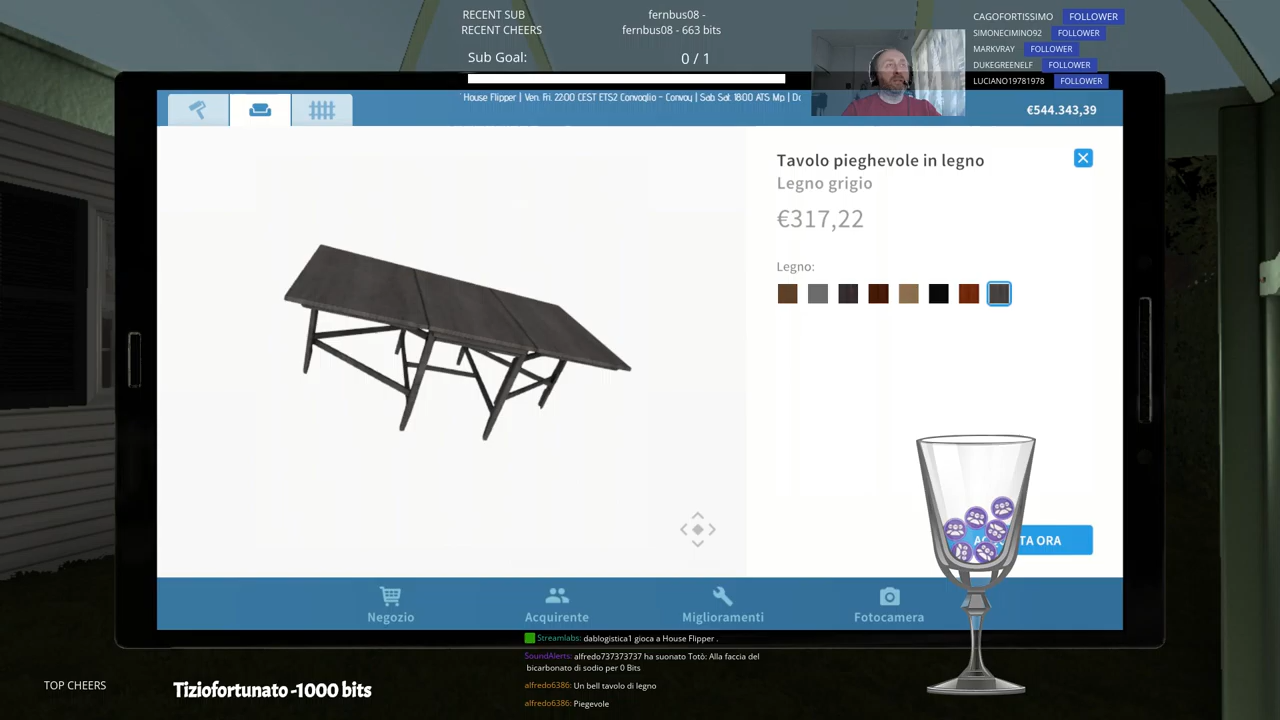 RECENT SUB
fernbus08 -
RECENT CHEERS
fernbus08 - 663 bits
Sub Goal:
0 / 1
CAGOFORTISSIMO FOLLOWER
SIMONECIMINO92 FOLLOWER
MARKVRAY FOLLOWER
DUKEGREENELF FOLLOWER
LUCIANO19781978 FOLLOWER
House Flipper | Ven. Fri. 22:00 CEST ETS2 Convoglio - Convoy | Sab Sat. 18:00 ATS Mp |
€544.343,39
Tavolo pieghevole in legno
Legno grigio
€317,22
Legno:
TA ORA
Negozio
Acquirente
Miglioramenti
Fotocamera
Streamlabs: dablogistica1 gioca a House Flipper .
SoundAlerts: alfredo737373737 ha suonato Totò: Alla faccia del
bicarbonato di sodio per 0 Bits
alfredo6386: Un bell tavolo di legno
alfredo6386: Piegevole
TOP CHEERS
Tiziofortunato -1000 bits